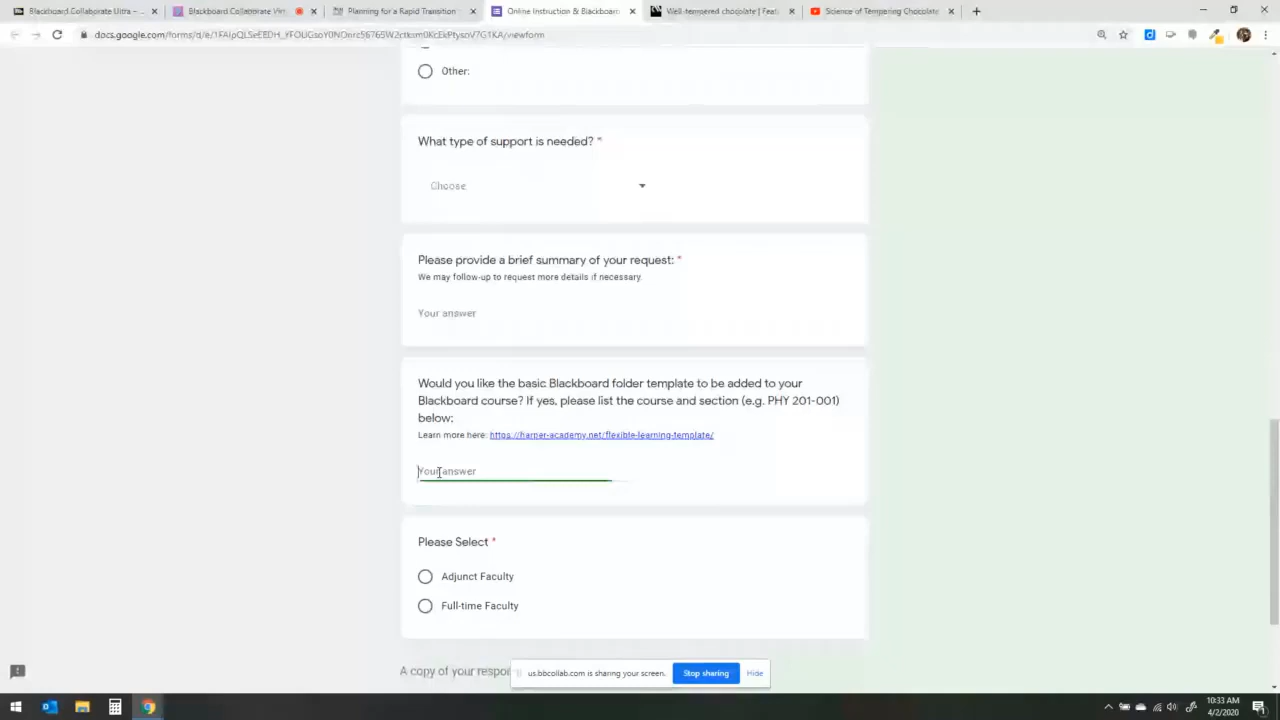 Blackboard Collaborate Ultra –
Blackboard Collaborate Virt
Planning for a Rapid Transition
Online Instruction & Blackboard
Well-tempered chocolate | Feat
Science of Tempering Chocolate
Other:
What type of support is needed? *
Choose
Please provide a brief summary of your request: *
We may follow-up to request more details if necessary.
Your answer
Would you like the basic Blackboard folder template to be added to your
Blackboard course? If yes, please list the course and section (e.g. PHY 201-001)
below:
Learn more here: https://harper-academy.net/flexible-learning-template/
Your answer
Please Select *
Adjunct Faculty
Full-time Faculty
A copy of your respo
us.bbcollab.com is sharing your screen.
Stop sharing
Hide
10:33 AM
4/2/2020